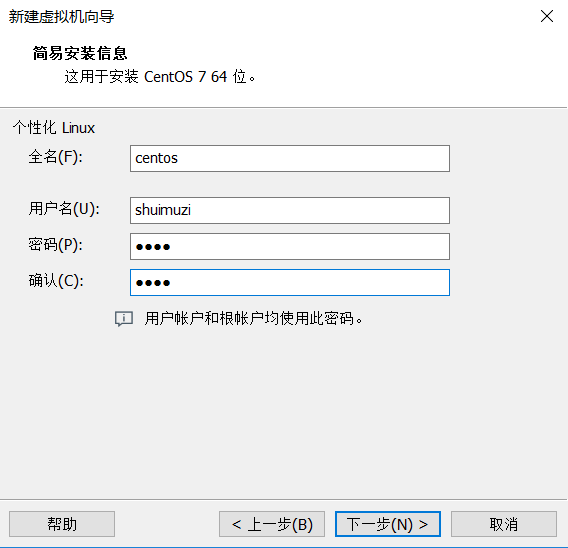 新建虚拟机向导
简易安装信息
这用于安装 CentOS 7 64 位。
个性化 Linux
全名(F): centos
用户名(U): shuimuzi
密码(P): ●●●●
确认(C): ●●●●
用户帐户和根帐户均使用此密码。
帮助 < 上一步(B) 下一步(N) > 取消